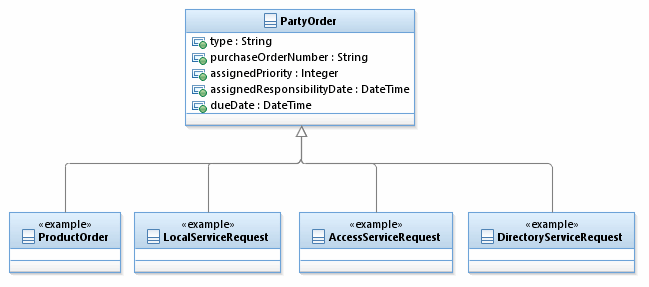 PartyOrder
type : String
purchaseOrderNumber : String
assignedPriority : Integer
assignedResponsibilityDate : DateTime
dueDate : DateTime
«example» «example» «example» «example»
ProductOrder LocalServiceRequest AccessServiceRequest DirectoryServiceRequest